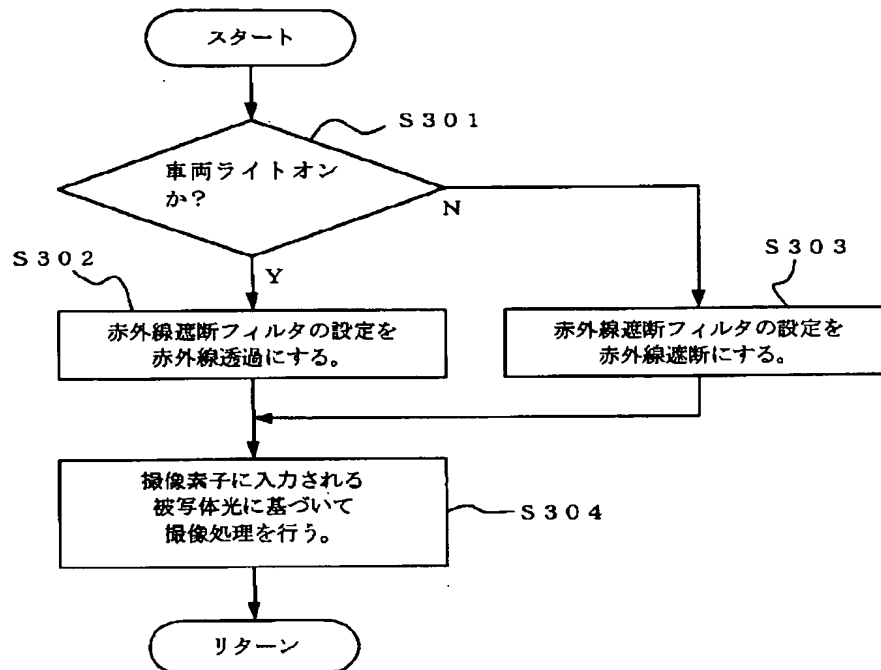 スタート
S301
車両ライトオン
か?
N
S302
Y
S303
赤外線遮断フィルタの設定を
赤外線透過にする。
赤外線遮断フィルタの設定を
赤外線遮断にする。
撮像素子に入力される
被写体光に基づいて
撮像処理を行う。
S304
リターン